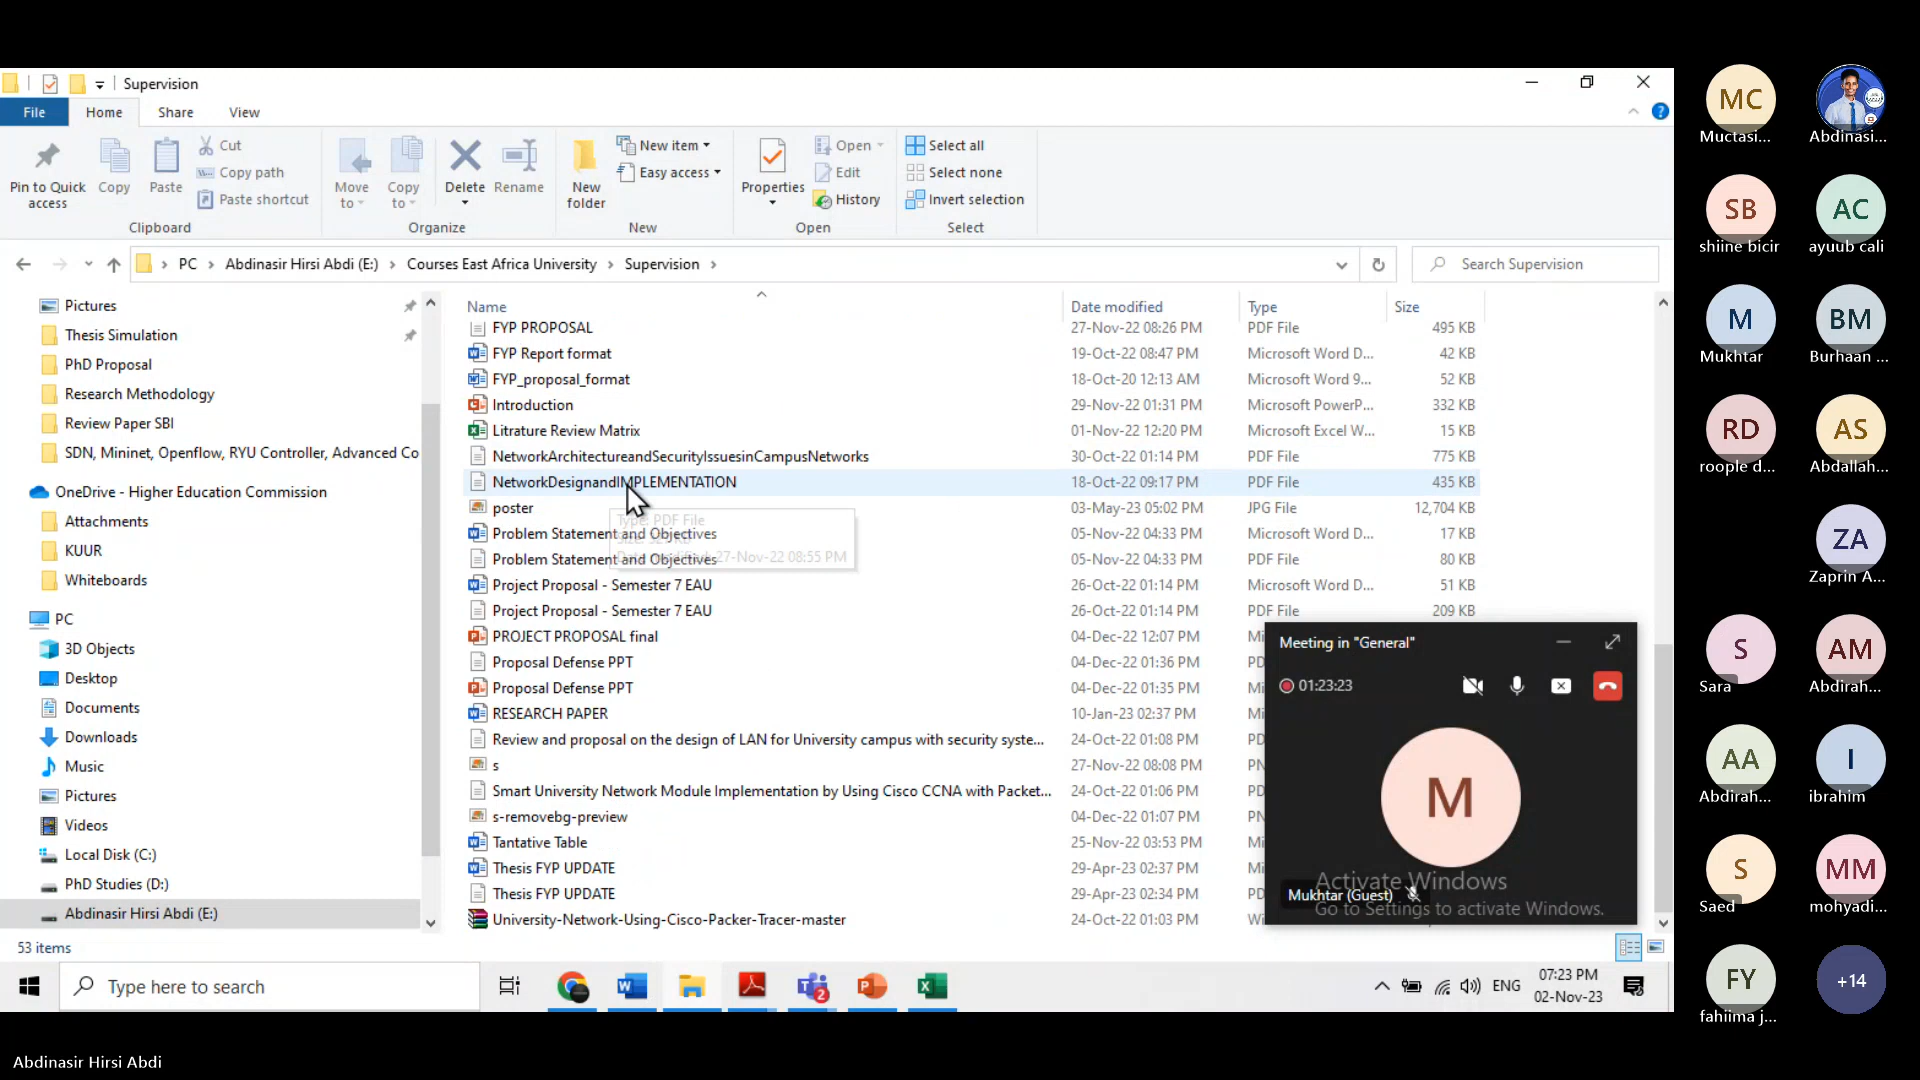 Supervision
File Home Share View
Pin to Quick access
Copy
Paste
Cut
Copy path
Paste shortcut
Clipboard
Move to
Copy to
Delete
Rename
Organize
New folder
New item
Easy access
New
Properties
Open
Edit
History
Open
Select all
Select none
Invert selection
Select
PC Abdinasir Hirsi Abdi (E:) Courses East Africa University Supervision
Search Supervision
Pictures
Thesis Simulation
PhD Proposal
Research Methodology
Review Paper SBI
SDN, Mininet, Openflow, RYU Controller, Advanced Co
OneDrive - Higher Education Commission
Attachments
KUUR
Whiteboards
PC
3D Objects
Desktop
Documents
Downloads
Music
Pictures
Videos
Local Disk (C:)
PhD Studies (D:)
Abdinasir Hirsi Abdi (E:)
Name Date modified Type Size
FYP PROPOSAL 27-Nov-22 08:26 PM PDF File 495 KB
FYP Report format 19-Oct-22 08:47 PM Microsoft Word D... 42 KB
FYP_proposal_format 18-Oct-20 12:13 AM Microsoft Word 9... 52 KB
Introduction 29-Nov-22 01:31 PM Microsoft PowerP... 332 KB
Litrature Review Matrix 01-Nov-22 12:20 PM Microsoft Excel W... 15 KB
NetworkArchitectureandSecurityIssuesinCampusNetworks 30-Oct-22 01:14 PM PDF File 775 KB
NetworkDesignandIMPLEMENTATION 18-Oct-22 09:17 PM PDF File 435 KB
poster 03-May-23 05:02 PM JPG File 12,704 KB
Type: PDF File
Problem Statement and Objectives 05-Nov-22 04:33 PM Microsoft Word D... 17 KB
27-Nov-22 08:55 PM
Problem Statement and Objectives 05-Nov-22 04:33 PM PDF File 80 KB
Project Proposal - Semester 7 EAU 26-Oct-22 01:14 PM Microsoft Word D... 51 KB
Project Proposal - Semester 7 EAU 26-Oct-22 01:14 PM PDF File 209 KB
PROJECT PROPOSAL final 04-Dec-22 12:07 PM Mi
Proposal Defense PPT 04-Dec-22 01:36 PM PD
Proposal Defense PPT 04-Dec-22 01:35 PM Mi
RESEARCH PAPER 10-Jan-23 02:37 PM Mi
Review and proposal on the design of LAN for University campus with security syste... 24-Oct-22 01:08 PM PD
s 27-Nov-22 08:08 PM PN
Smart University Network Module Implementation by Using Cisco CCNA with Packet... 24-Oct-22 01:06 PM PD
s-removebg-preview 04-Dec-22 01:07 PM PN
Tantative Table 25-Nov-22 03:53 PM Mi
Thesis FYP UPDATE 29-Apr-23 02:37 PM Mi
Thesis FYP UPDATE 29-Apr-23 02:34 PM PD
University-Network-Using-Cisco-Packer-Tracer-master 24-Oct-22 01:03 PM Wi
Meeting in "General"
01:23:23
M
Mukhtar (Guest)
Activate Windows
Go to Settings to activate Windows.
53 items
Type here to search
2
ENG
07:23 PM
02-Nov-23
MC
Muctasi...
Abdinasi...
SB
shiine bicir
AC
ayuub cali
M
Mukhtar
BM
Burhaan ...
RD
roople d...
AS
Abdallah...
ZA
Zaprin A...
S
Sara
AM
Abdirah...
AA
Abdirah...
I
ibrahim
S
Saed
MM
mohyadi...
FY
fahiima j...
+14
Abdinasir Hirsi Abdi